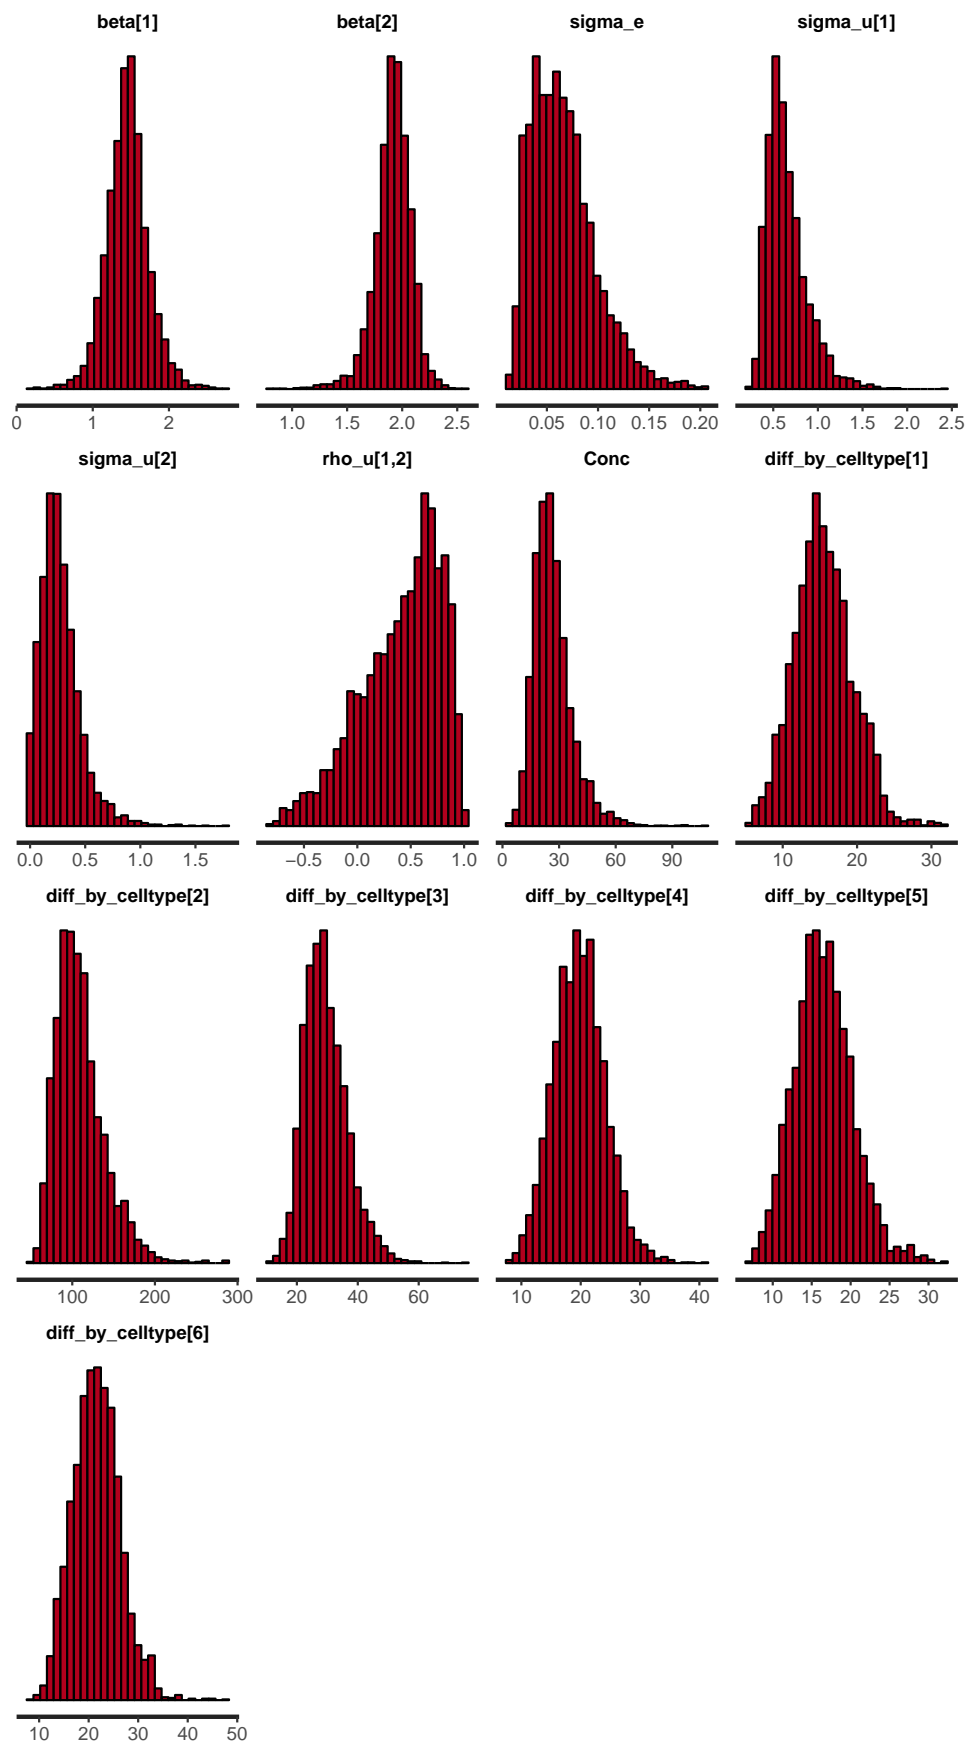 beta[1] beta[2] sigma_e sigma_u[1]
0 1 2 1.0 1.5 2.0 2.5 0.05 0.10 0.15 0.20 0.5 1.0 1.5 2.0 2.5
sigma_u[2] rho_u[1,2] Conc diff_by_celltype[1]
0.0 0.5 1.0 1.5 −0.5 0.0 0.5 1.0 0 30 60 90 10 20 30
diff_by_celltype[2] diff_by_celltype[3] diff_by_celltype[4] diff_by_celltype[5]
100 200 300 20 40 60 10 20 30 40 10 15 20 25 30
diff_by_celltype[6]
10 20 30 40 50